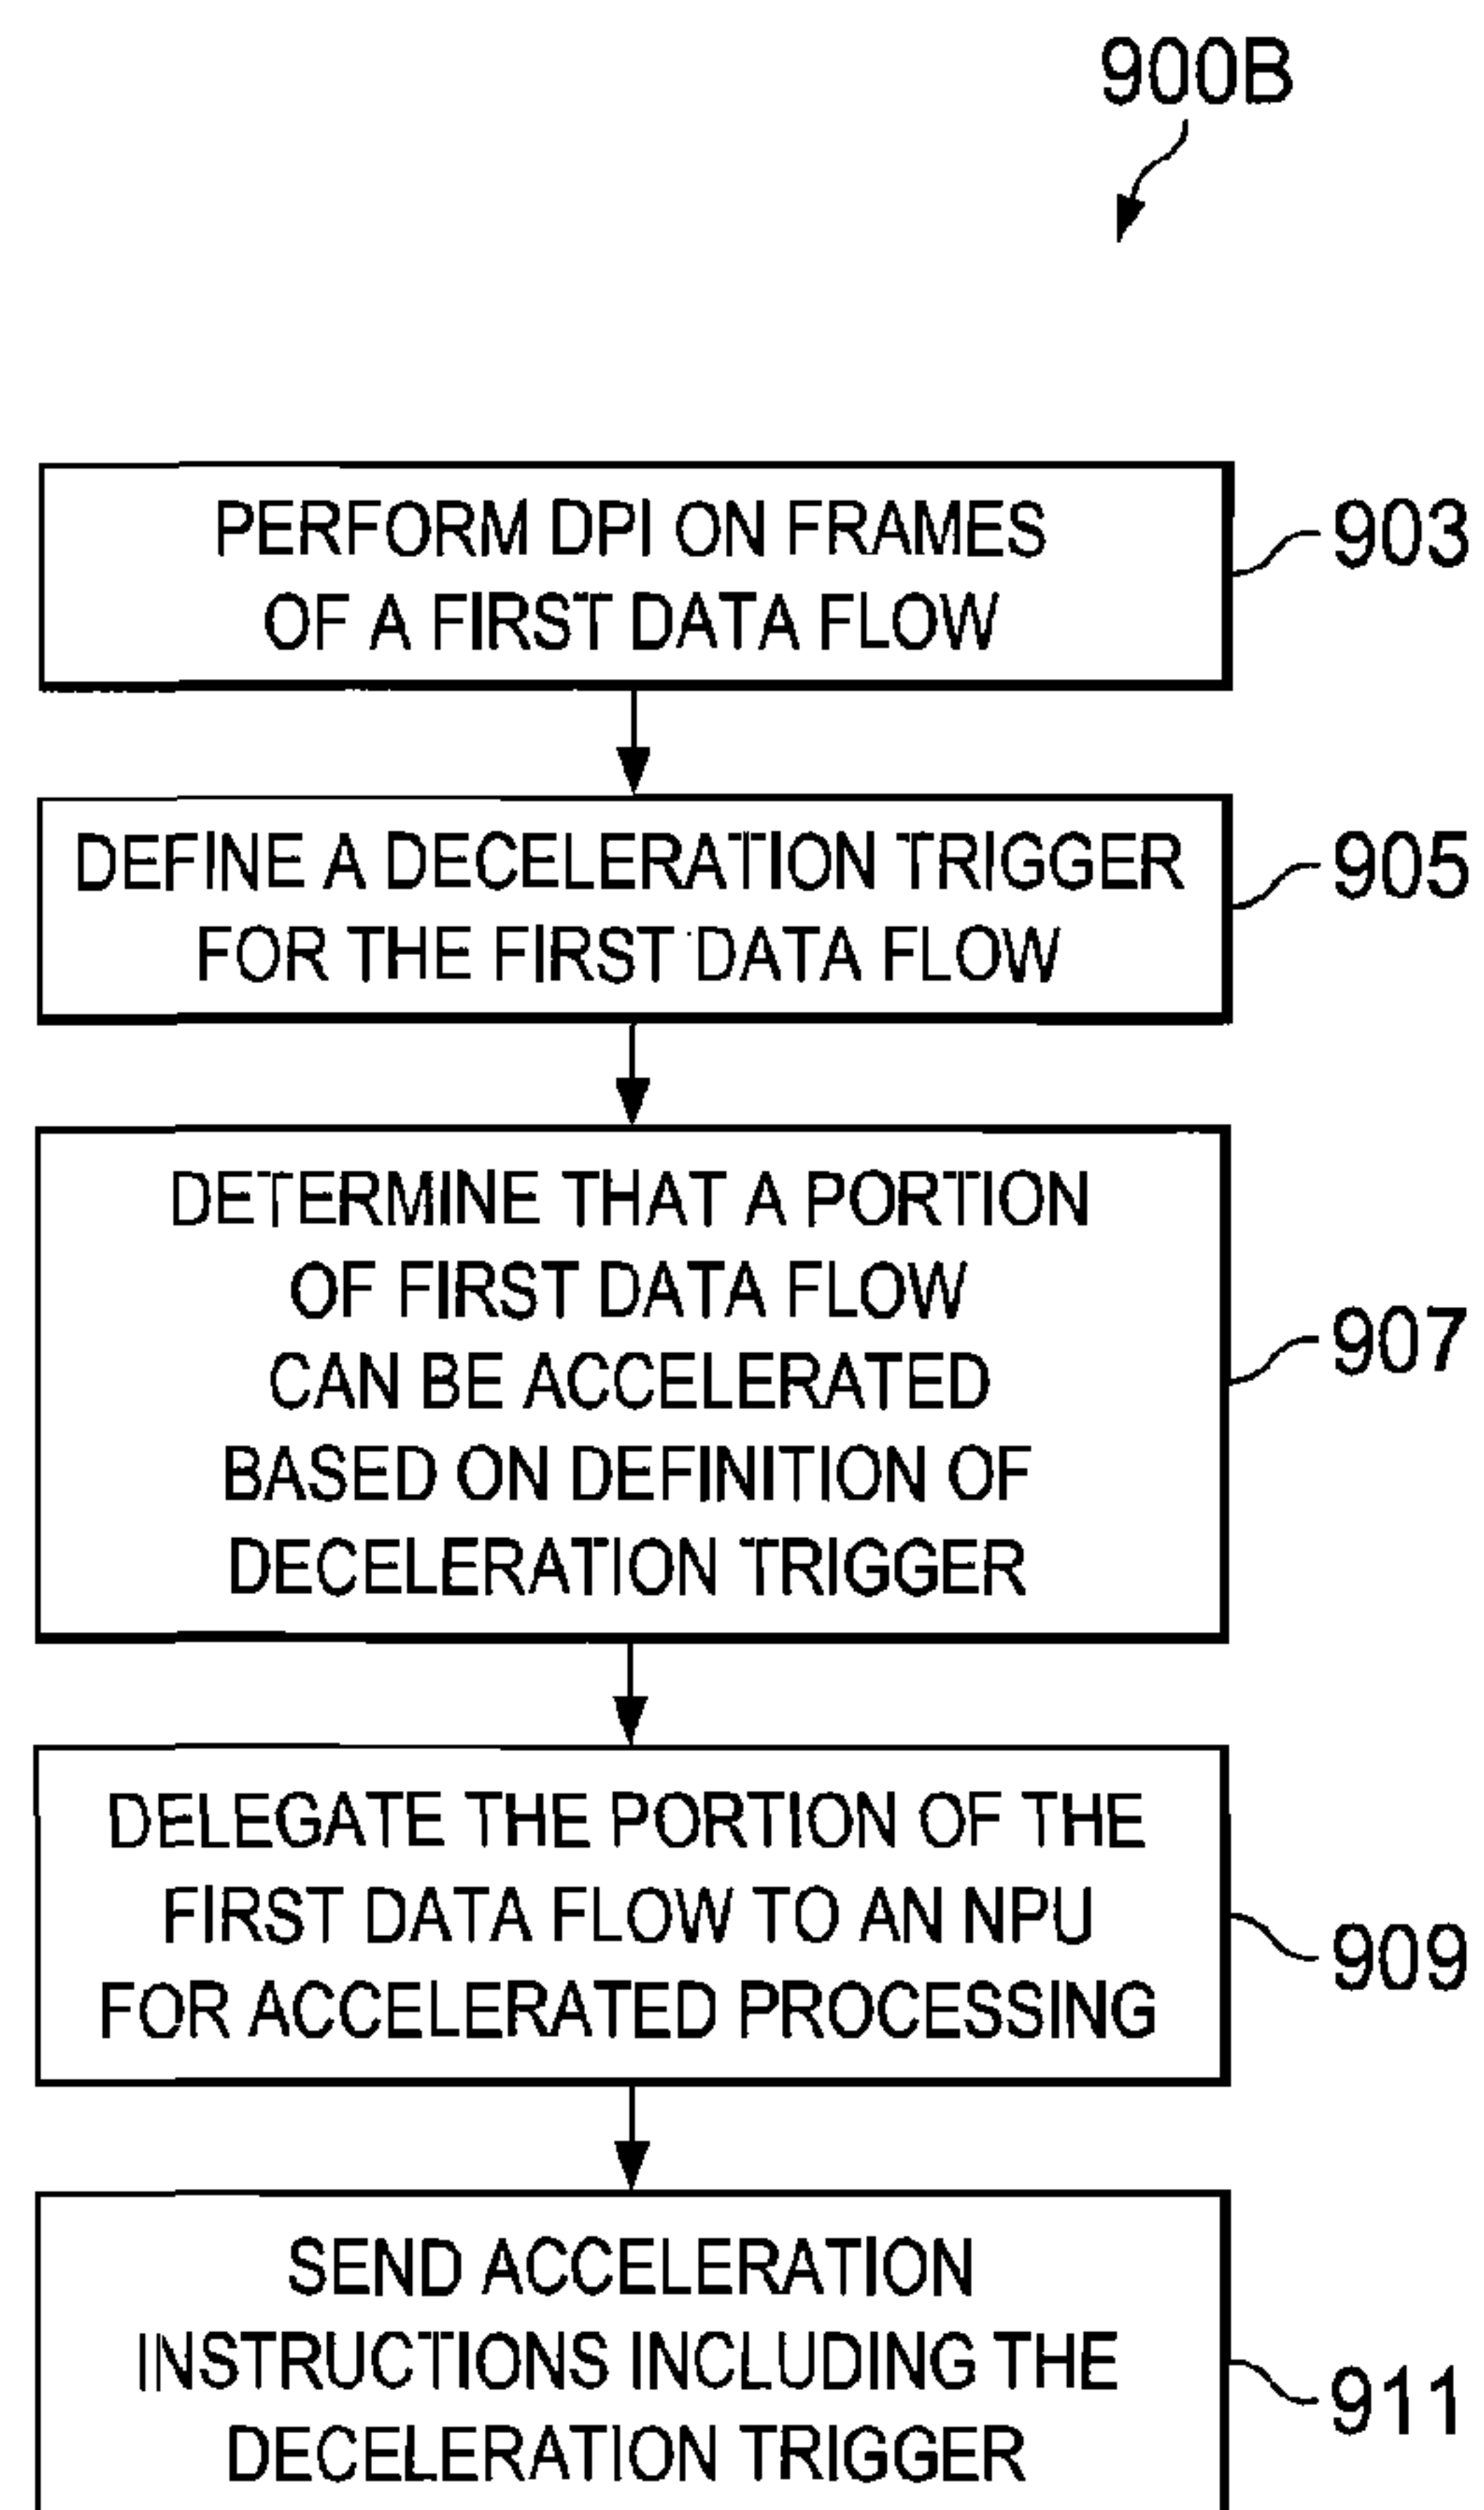 900B
PERFORM DPI ON FRAMES
OF A FIRST DATA FLOW
903
DEFINE A DECELERATION TRIGGER
FOR THE FIRST DATA FLOW
905
DETERMINE THAT A PORTION
OF FIRST DATA FLOW
CAN BE ACCELERATED
BASED ON DEFINITION OF
DECELERATION TRIGGER
907
DELEGATE THE PORTION OF THE
FIRST DATA FLOW TO AN NPU
FOR ACCELERATED PROCESSING
909
SEND ACCELERATION
INSTRUCTIONS INCLUDING THE
DECELERATION TRIGGER
911